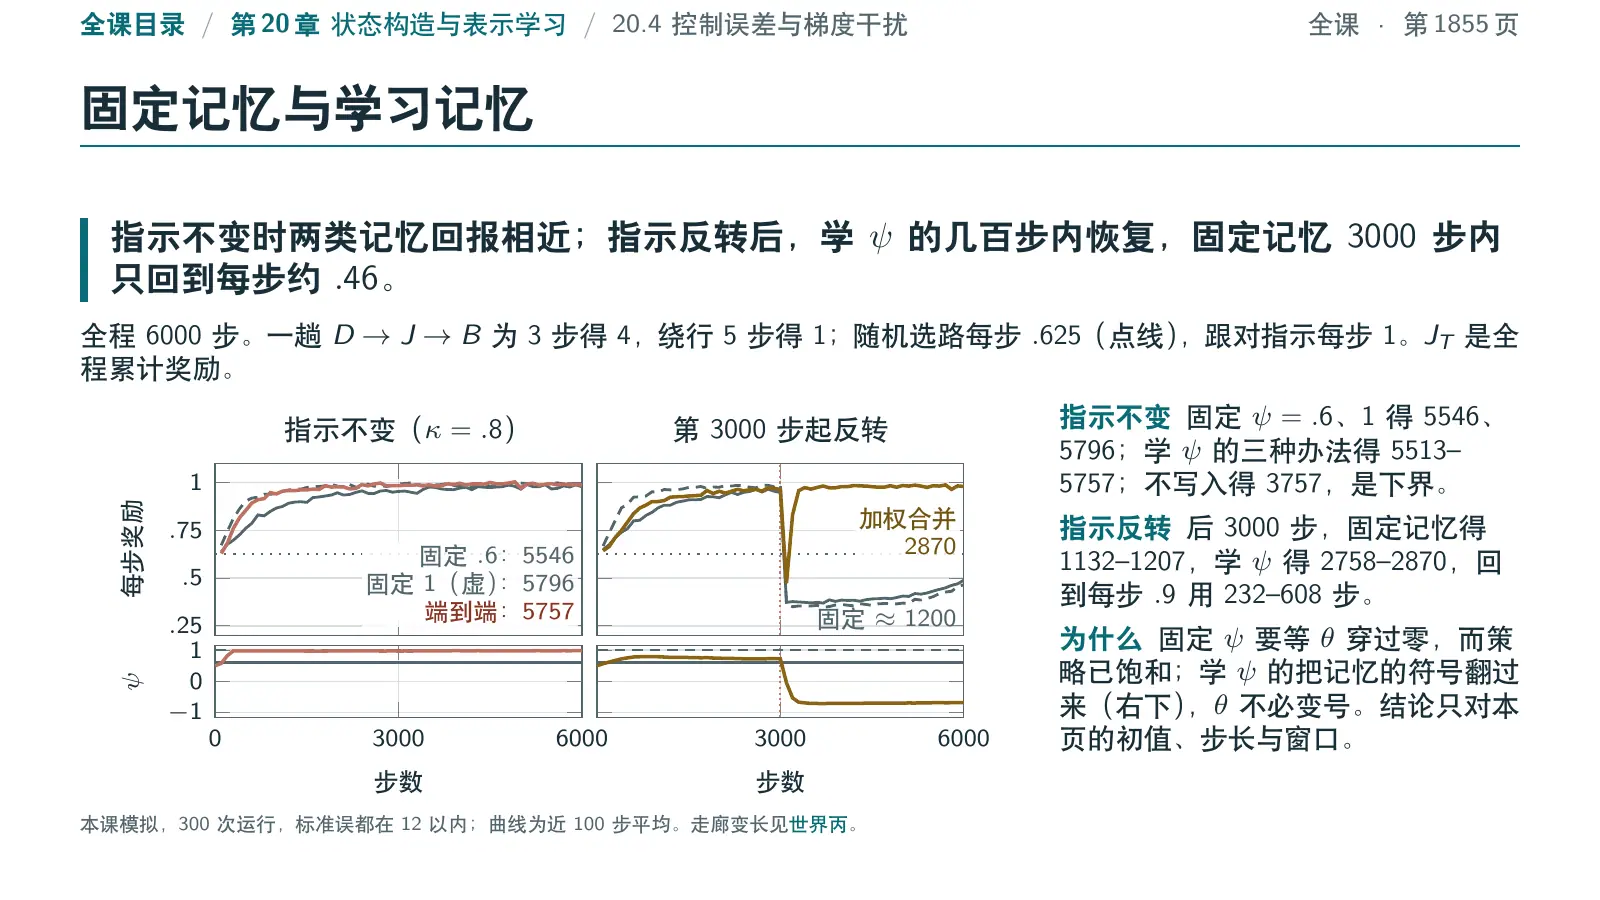 全课目录 / 第 20 章 状态构造与表示学习 / 20.4 控制误差与梯度干扰
全课 · 第 1855 页
固定记忆与学习记忆
指示不变时两类记忆回报相近；指示反转后，学 ψ 的几百步内恢复，固定记忆 3000 步内
只回到每步约 .46。
全程 6000 步。一趟 D → J → B 为 3 步得 4，绕行 5 步得 1；随机选路每步 .625（点线），跟对指示每步 1。J_T 是全
程累计奖励。
指示不变（κ = .8）
每步奖励
1
.75
.5
.25
固定 .6：5546
固定 1（虚）：5796
端到端：5757
ψ
1
0
−1
0
3000
6000
步数
第 3000 步起反转
加权合并
2870
固定 ≈ 1200
3000
6000
步数
指示不变 固定 ψ = .6、1 得 5546、
5796；学 ψ 的三种办法得 5513–
5757；不写入得 3757，是下界。
指示反转 后 3000 步，固定记忆得
1132–1207，学 ψ 得 2758–2870，回
到每步 .9 用 232–608 步。
为什么 固定 ψ 要等 θ 穿过零，而策
略已饱和；学 ψ 的把记忆的符号翻过
来（右下），θ 不必变号。结论只对本
页的初值、步长与窗口。
本课模拟，300 次运行，标准误都在 12 以内；曲线为近 100 步平均。走廊变长见世界丙。